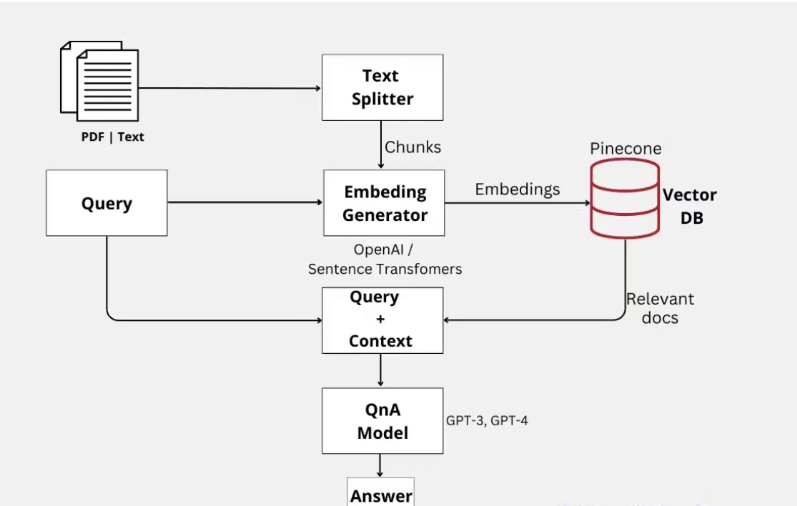 Text
Splitter
PDF | Text
Chunks
Pinecone
Query
Embeding
Generator
Embedings
Vector
DB
OpenAI /
Sentence Transfomers
Query
+
Context
Relevant
docs
QnA
Model
GPT-3, GPT-4
Answer